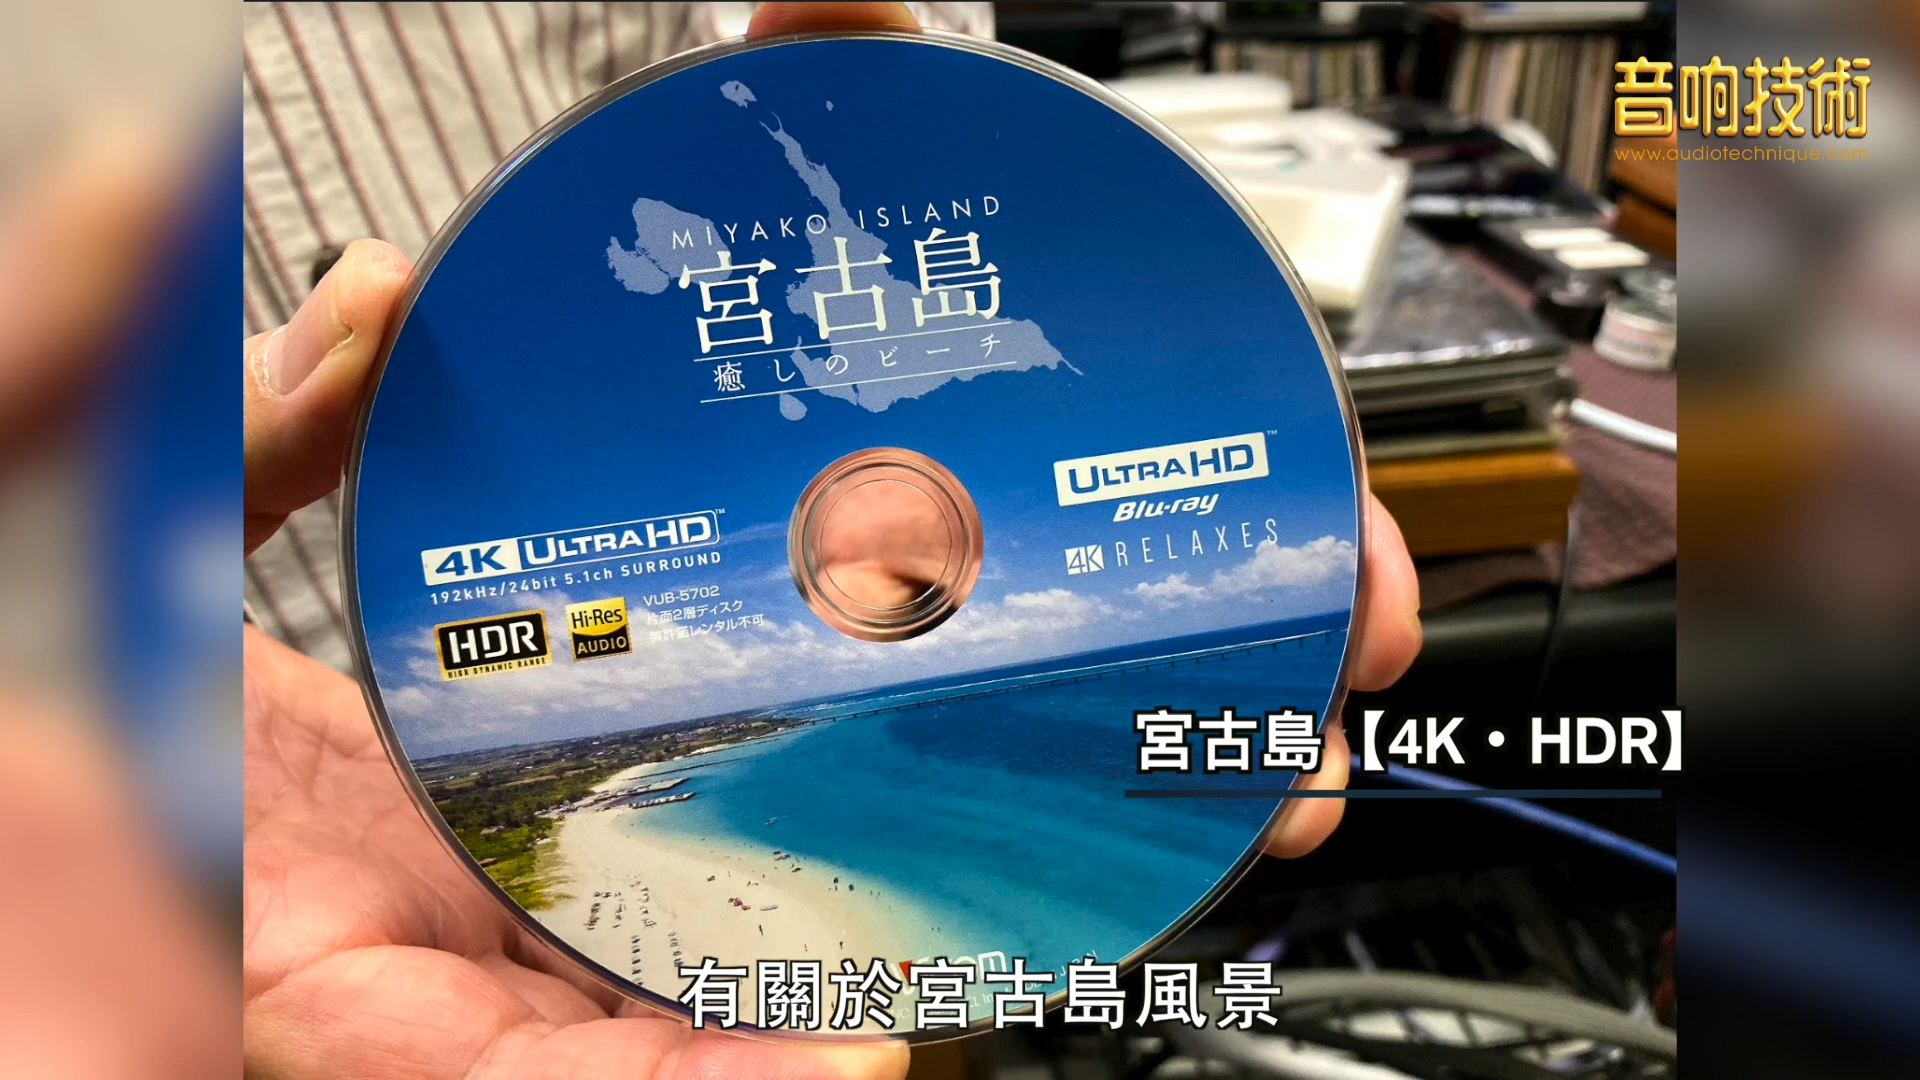 音响技術
www.audiotechnique.com
MIYAKO ISLAND
宮古島
癒しのビーチ
ULTRA HD™
Blu-ray
4K RELAXES
4K ULTRA HD™
192kHz/24bit 5.1ch SURROUND
HDR
HIGH DYNAMIC RANGE
Hi-Res
AUDIO
VUB-5702
片面2層ディスク
無許諾レンタル不可
宮古島【4K・HDR】
有關於宮古島風景